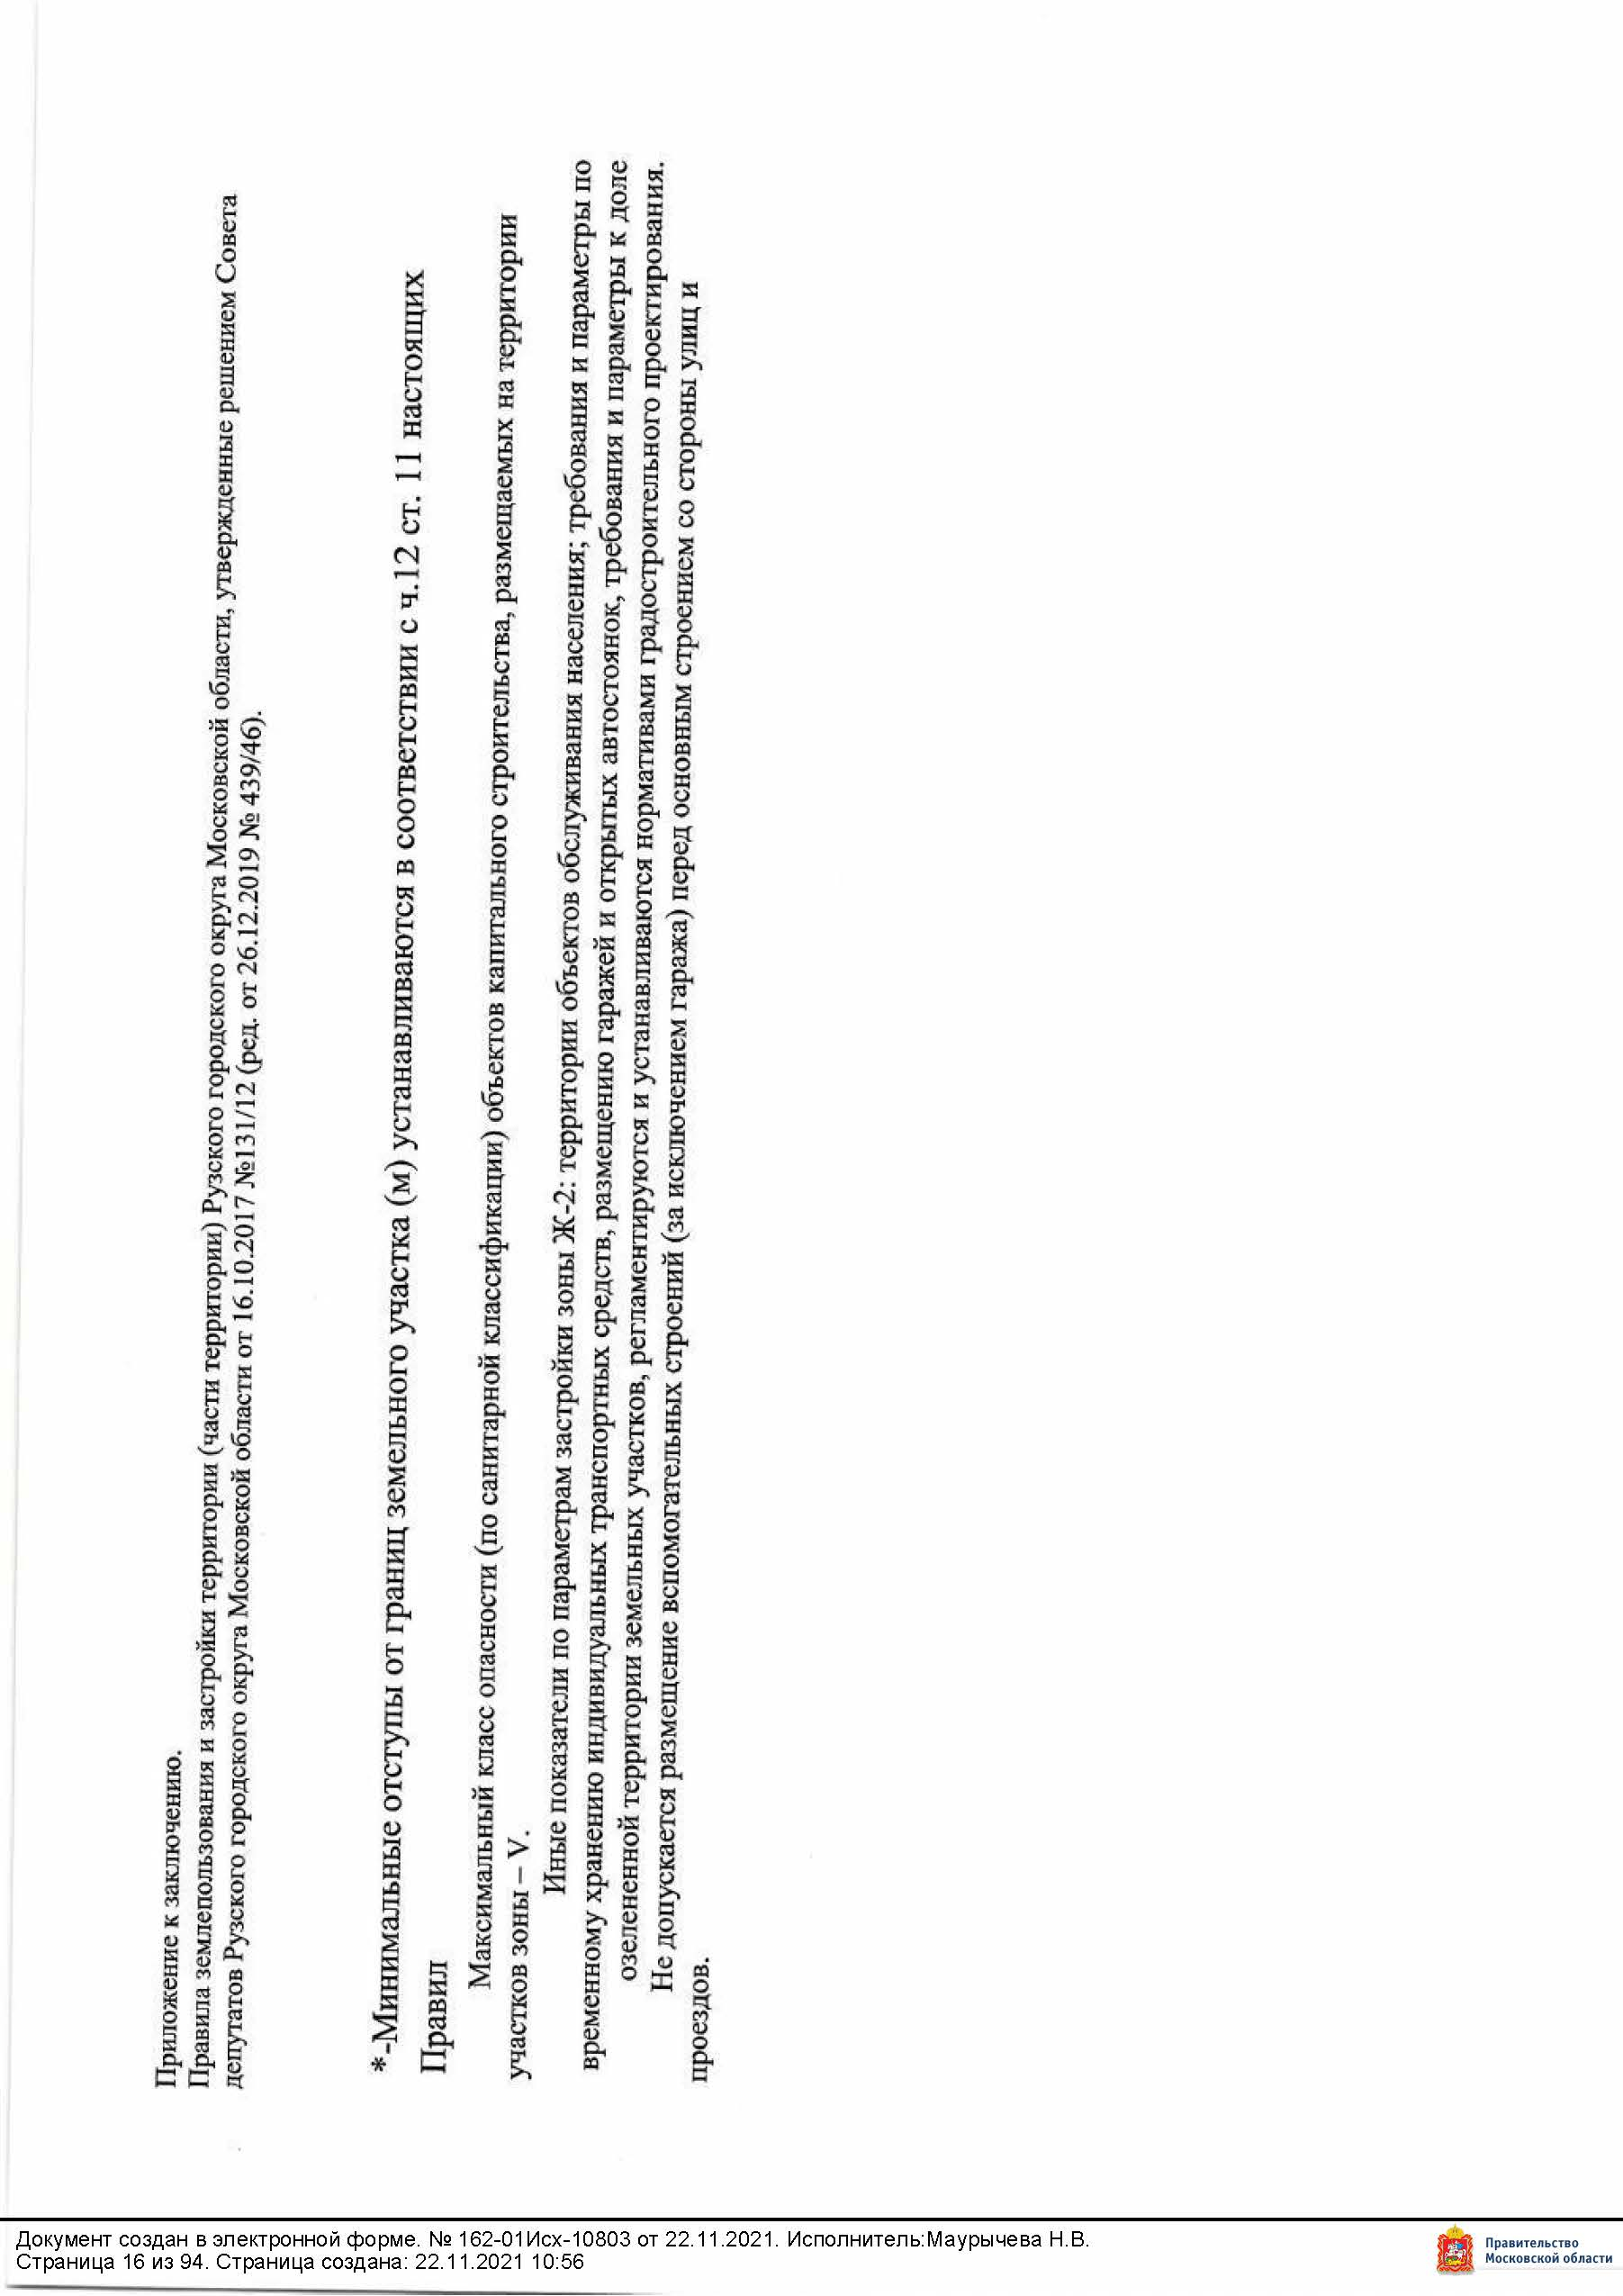 Приложение к заключению.
Правила землепользования и застройки территории (части территории) Рузского городского округа Московской области, утвержденные решением Совета
депутатов Рузского городского округа Московской области от 16.10.2017 №131/12 (ред. от 26.12.2019 № 439/46).
*-Минимальные отступы от границ земельного участка (м) устанавливаются в соответствии с ч.12 ст. 11 настоящих
Правил
Максимальный класс опасности (по санитарной классификации) объектов капитального строительства, размещаемых на территории
участков зоны – V.
Иные показатели по параметрам застройки зоны Ж-2: территории объектов обслуживания населения; требования и параметры по
временному хранению индивидуальных транспортных средств, размещению гаражей и открытых автостоянок, требования и параметры к доле
озелененной территории земельных участков, регламентируются и устанавливаются нормативами градостроительного проектирования.
Не допускается размещение вспомогательных строений (за исключением гаража) перед основным строением со стороны улиц и
проездов.
Документ создан в электронной форме. № 162-01Исх-10803 от 22.11.2021. Исполнитель:Маурычева Н.В.
Страница 16 из 94. Страница создана: 22.11.2021 10:56
Правительство
Московской области